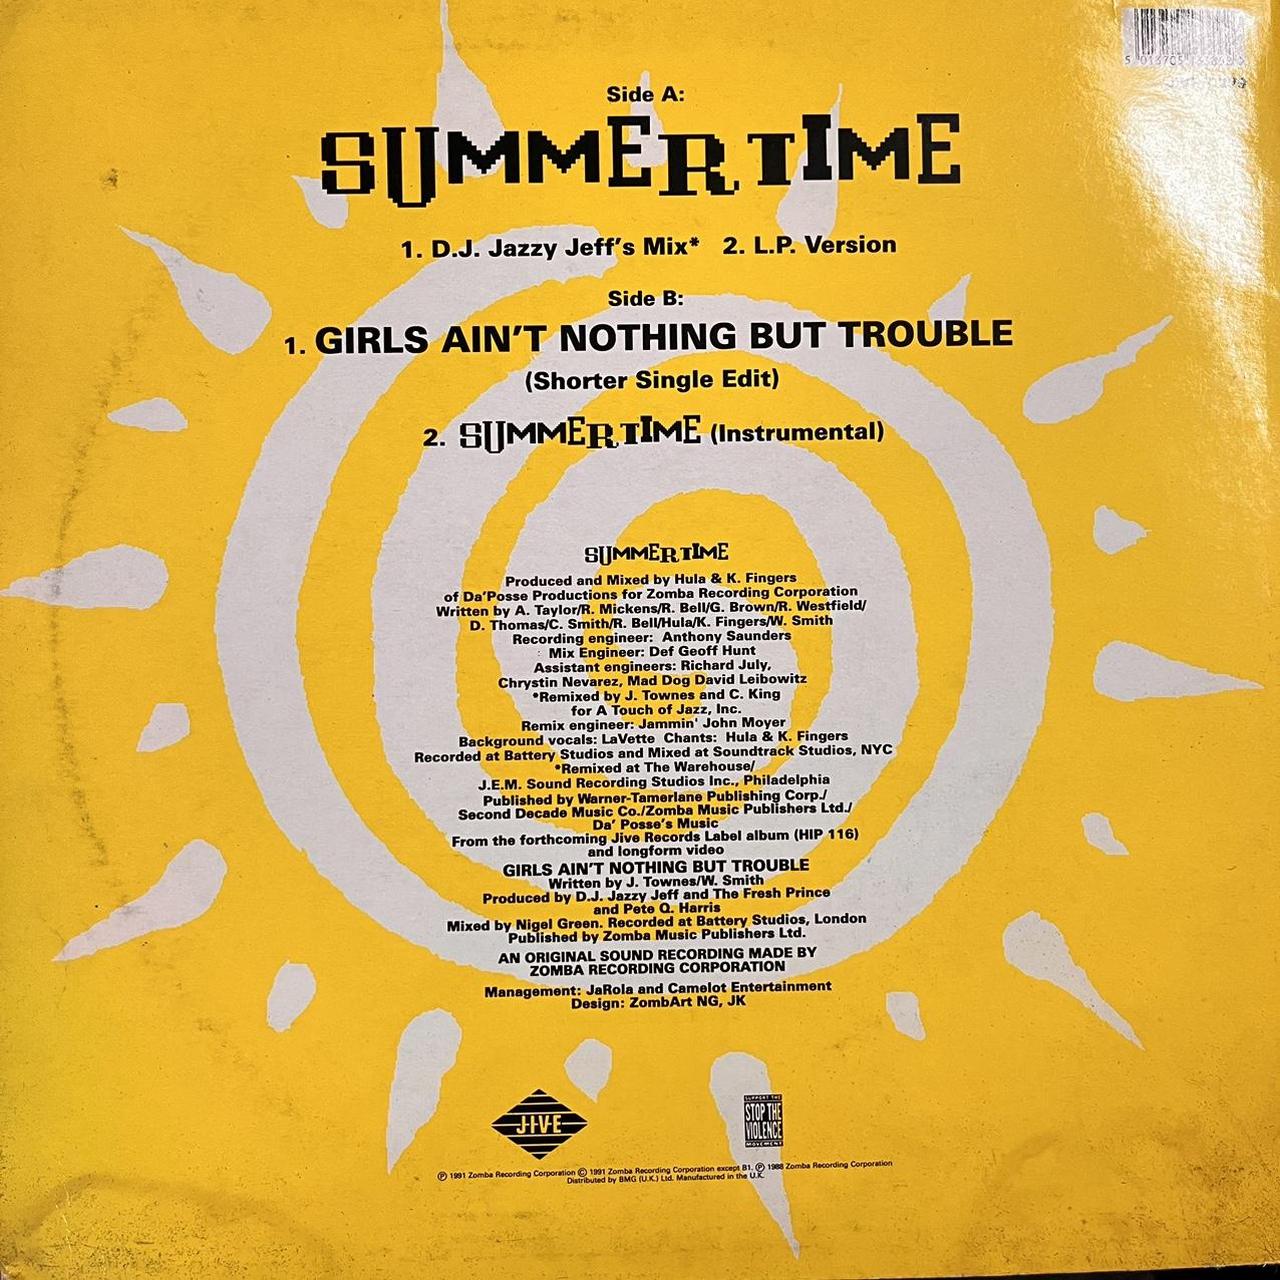 Side A:
SUMMERTIME
1. D.J. Jazzy Jeff's Mix* 2. L.P. Version
Side B:
1. GIRLS AIN'T NOTHING BUT TROUBLE
(Shorter Single Edit)
2. SUMMERTIME (Instrumental)
SUMMERTIME
Produced and Mixed by Hula & K. Fingers
of Da'Posse Productions for Zomba Recording Corporation
Written by A. Taylor/R. Mickens/R. Bell/G. Brown/R. Westfield/
D. Thomas/C. Smith/R. Bell/Hula/K. Fingers/W. Smith
Recording engineer: Anthony Saunders
Mix Engineer: Def Geoff Hunt
Assistant engineers: Richard July,
Chrystin Nevarez, Mad Dog David Leibowitz
*Remixed by J. Townes and C. King
for A Touch of Jazz, Inc.
Remix engineer: Jammin' John Moyer
Background vocals: LaVette Chants: Hula & K. Fingers
Recorded at Battery Studios and Mixed at Soundtrack Studios, NYC
*Remixed at The Warehouse/
J.E.M. Sound Recording Studios Inc., Philadelphia
Published by Warner-Tamerlane Publishing Corp./
Second Decade Music Co./Zomba Music Publishers Ltd./
Da' Posse's Music
From the forthcoming Jive Records Label album (HIP 116)
and longform video
GIRLS AIN'T NOTHING BUT TROUBLE
Written by J. Townes/W. Smith
Produced by D.J. Jazzy Jeff and The Fresh Prince
and Pete Q. Harris
Mixed by Nigel Green. Recorded at Battery Studios, London
Published by Zomba Music Publishers Ltd.
AN ORIGINAL SOUND RECORDING MADE BY
ZOMBA RECORDING CORPORATION
Management: JaRola and Camelot Entertainment
Design: ZombArt NG, JK
JIVE
SUPPORT THE
STOP THE
VIOLENCE
MOVEMENT
℗ 1991 Zomba Recording Corporation © 1991 Zomba Recording Corporation except B1. ℗ 1988 Zomba Recording Corporation
Distributed by BMG (U.K.) Ltd. Manufactured in the U.K.